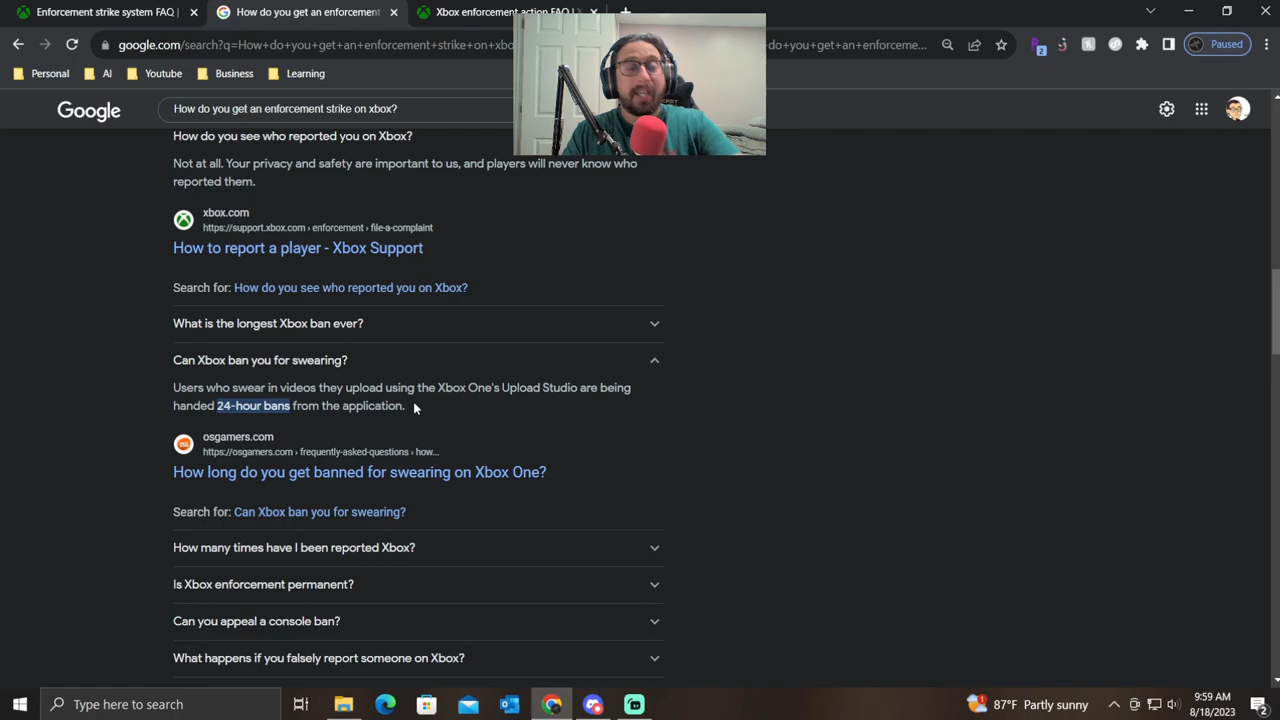 Enforcement strike system FAQ |
How do you get an enforcement
Xbox enforcement action FAQ | X
google.com/search?q=How+do+you+get+an+enforcement+strike+on+xbo
do+you+get+an+enforceme...
2
Paused
Personal
AI
Youtube
Business
Learning
Google
How do you get an enforcement strike on xbox?
How do you see who reported you on Xbox?
Not at all. Your privacy and safety are important to us, and players will never know who
reported them.
xbox.com
https://support.xbox.com › enforcement › file-a-complaint
How to report a player - Xbox Support
Search for: How do you see who reported you on Xbox?
What is the longest Xbox ban ever?
Can Xbox ban you for swearing?
Users who swear in videos they upload using the Xbox One's Upload Studio are being
handed 24-hour bans from the application.
osgamers.com
https://osgamers.com › frequently-asked-questions › how...
How long do you get banned for swearing on Xbox One?
Search for: Can Xbox ban you for swearing?
How many times have I been reported Xbox?
Is Xbox enforcement permanent?
Can you appeal a console ban?
What happens if you falsely report someone on Xbox?
Type here to search
87°F Partly sunny
9:59 AM
8/18/2023
2